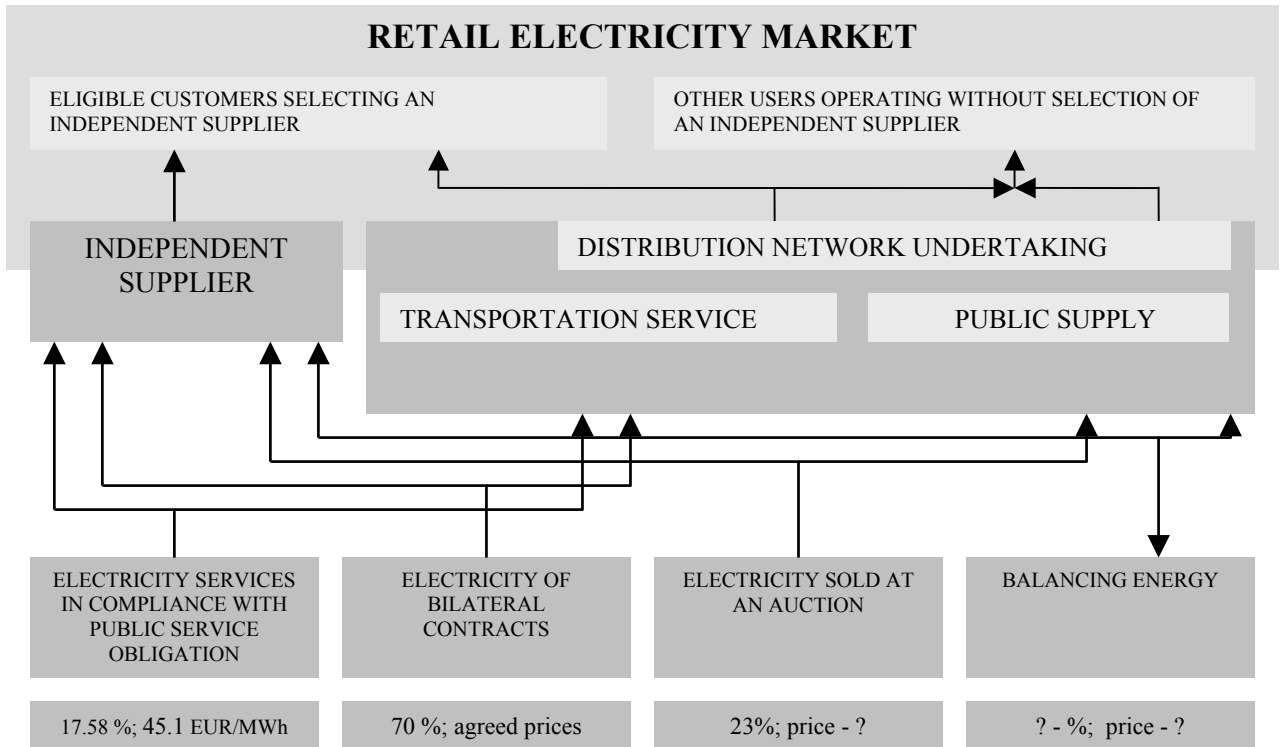 RETAIL ELECTRICITY MARKET
ELIGIBLE CUSTOMERS SELECTING AN
INDEPENDENT SUPPLIER
OTHER USERS OPERATING WITHOUT SELECTION OF
AN INDEPENDENT SUPPLIER
INDEPENDENT
SUPPLIER
DISTRIBUTION NETWORK UNDERTAKING
TRANSPORTATION SERVICE
PUBLIC SUPPLY
ELECTRICITY SERVICES
IN COMPLIANCE WITH
PUBLIC SERVICE
OBLIGATION
ELECTRICITY OF
BILATERAL
CONTRACTS
ELECTRICITY SOLD AT
AN AUCTION
BALANCING ENERGY
17.58 %; 45.1 EUR/MWh
70 %; agreed prices
23%; price - ?
? - %; price - ?